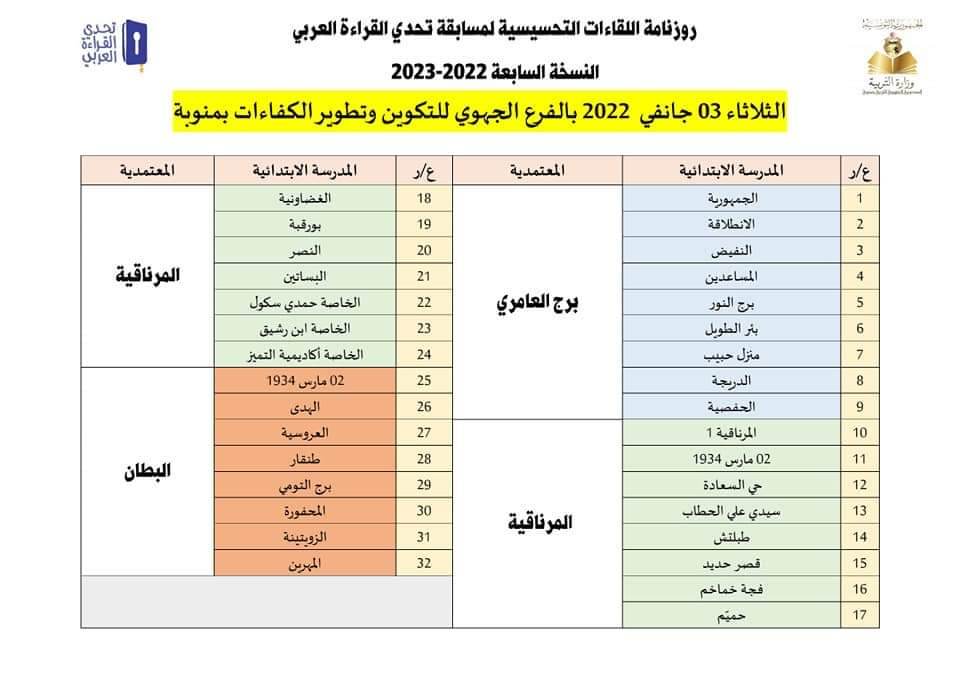 تحدي
القراءة
العربي
وزارة التربية
روزنامة اللقاءات التحسيسية لمسابقة تحدي القراءة العربي
النسخة السابعة 2022-2023
الثلاثاء 03 جانفي 2022 بالفرع الجهوي للتكوين وتطوير الكفاءات بمنوبة
ع/ر المدرسة الابتدائية المعتمدية
1 الجمهورية
2 الانطلاقة
3 النفيض
4 المساعدين
5 برج النور
برج العامري
6 بئر الطويل
7 منزل حبيب
8 الدريجة
9 الحفصية
10 المرناقية 1
11 02 مارس 1934
12 حي السعادة
13 سيدي علي الحطاب
المرناقية
14 طبلتش
15 قصر حديد
16 فجة خماخم
17 حميّم
ع/ر المدرسة الابتدائية المعتمدية
18 الغضاونية
19 بورقبة
20 النصر
21 البساتين
المرناقية
22 الخاصة حمدي سكول
23 الخاصة ابن رشيق
24 الخاصة أكاديمية التميز
25 02 مارس 1934
26 الهدى
27 العروسية
28 طنقار
البطان
29 برج التومي
30 المحفورة
31 الزويتينة
32 المهرين